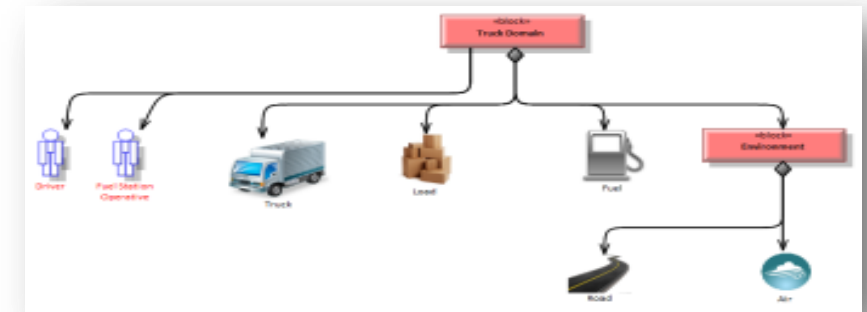 «block»
Truck Domain
Driver
Fuel Station
Operative
Truck
Load
Fuel
«block»
Environment
Road
Air